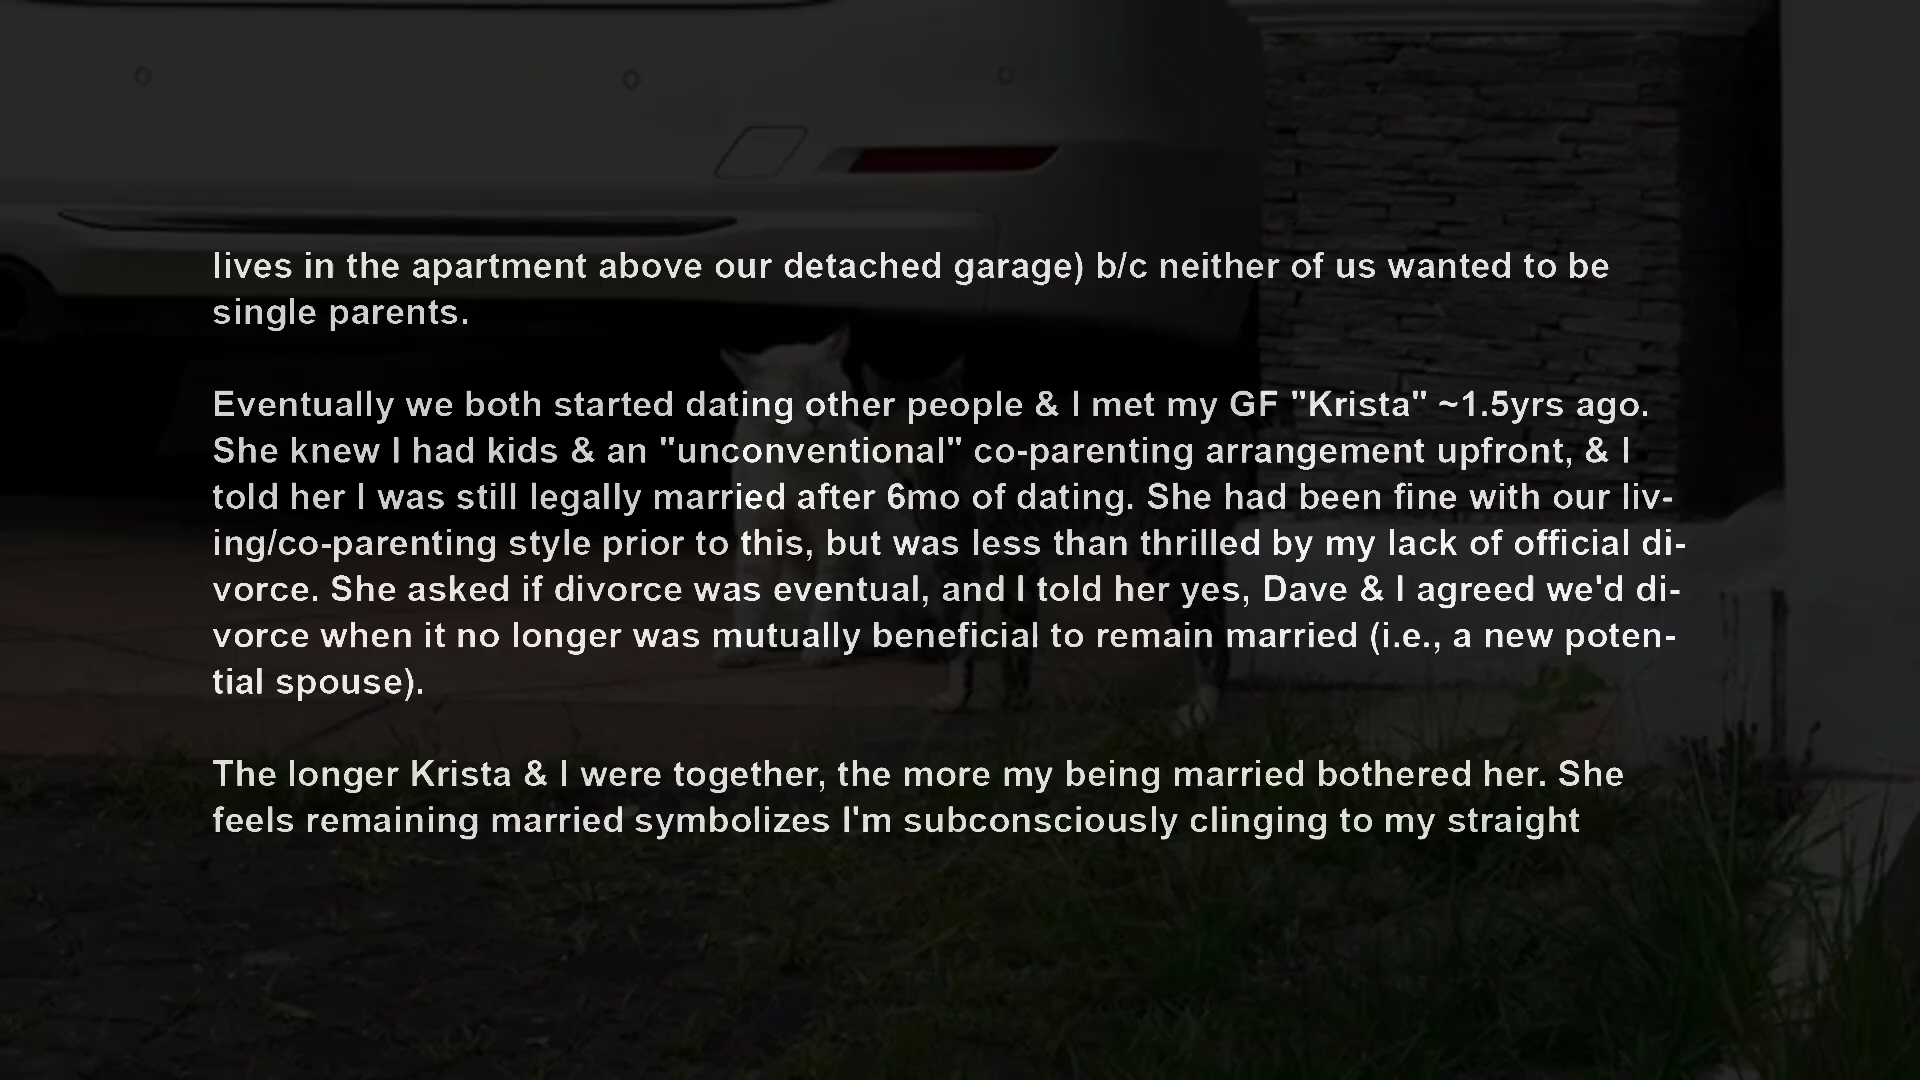 lives in the apartment above our detached garage) b/c neither of us wanted to be
single parents.
Eventually we both started dating other people & I met my GF "Krista" ~1.5yrs ago.
She knew I had kids & an "unconventional" co-parenting arrangement upfront, & I
told her I was still legally married after 6mo of dating. She had been fine with our liv-
ing/co-parenting style prior to this, but was less than thrilled by my lack of official di-
vorce. She asked if divorce was eventual, and I told her yes, Dave & I agreed we'd di-
vorce when it no longer was mutually beneficial to remain married (i.e., a new poten-
tial spouse).
The longer Krista & I were together, the more my being married bothered her. She
feels remaining married symbolizes I'm subconsciously clinging to my straight